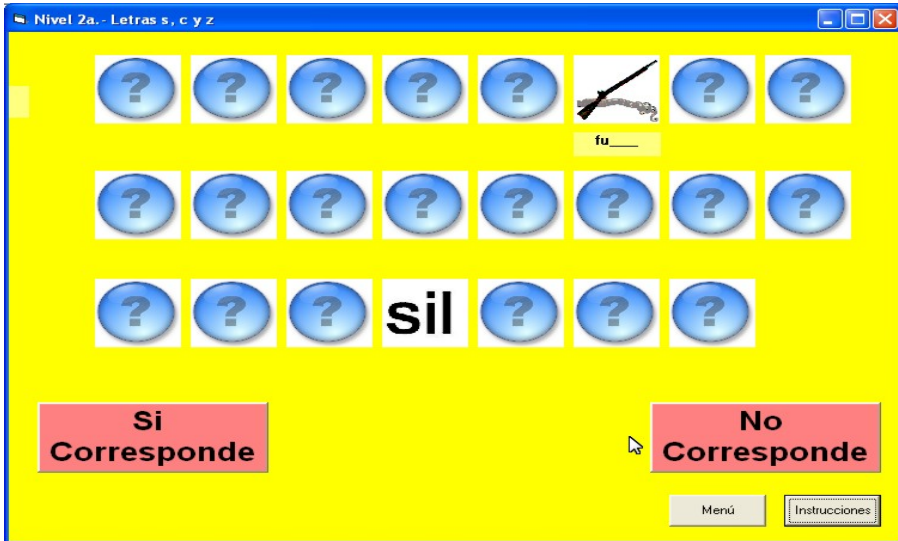 Nivel 2a.- Letras s, c y z
? ? ? ? ? ? ?
fu____
? ? ? ? ? ? ? ?
? ? ? sil ? ? ?
Si
Corresponde
No
Corresponde
Menú
Instrucciones